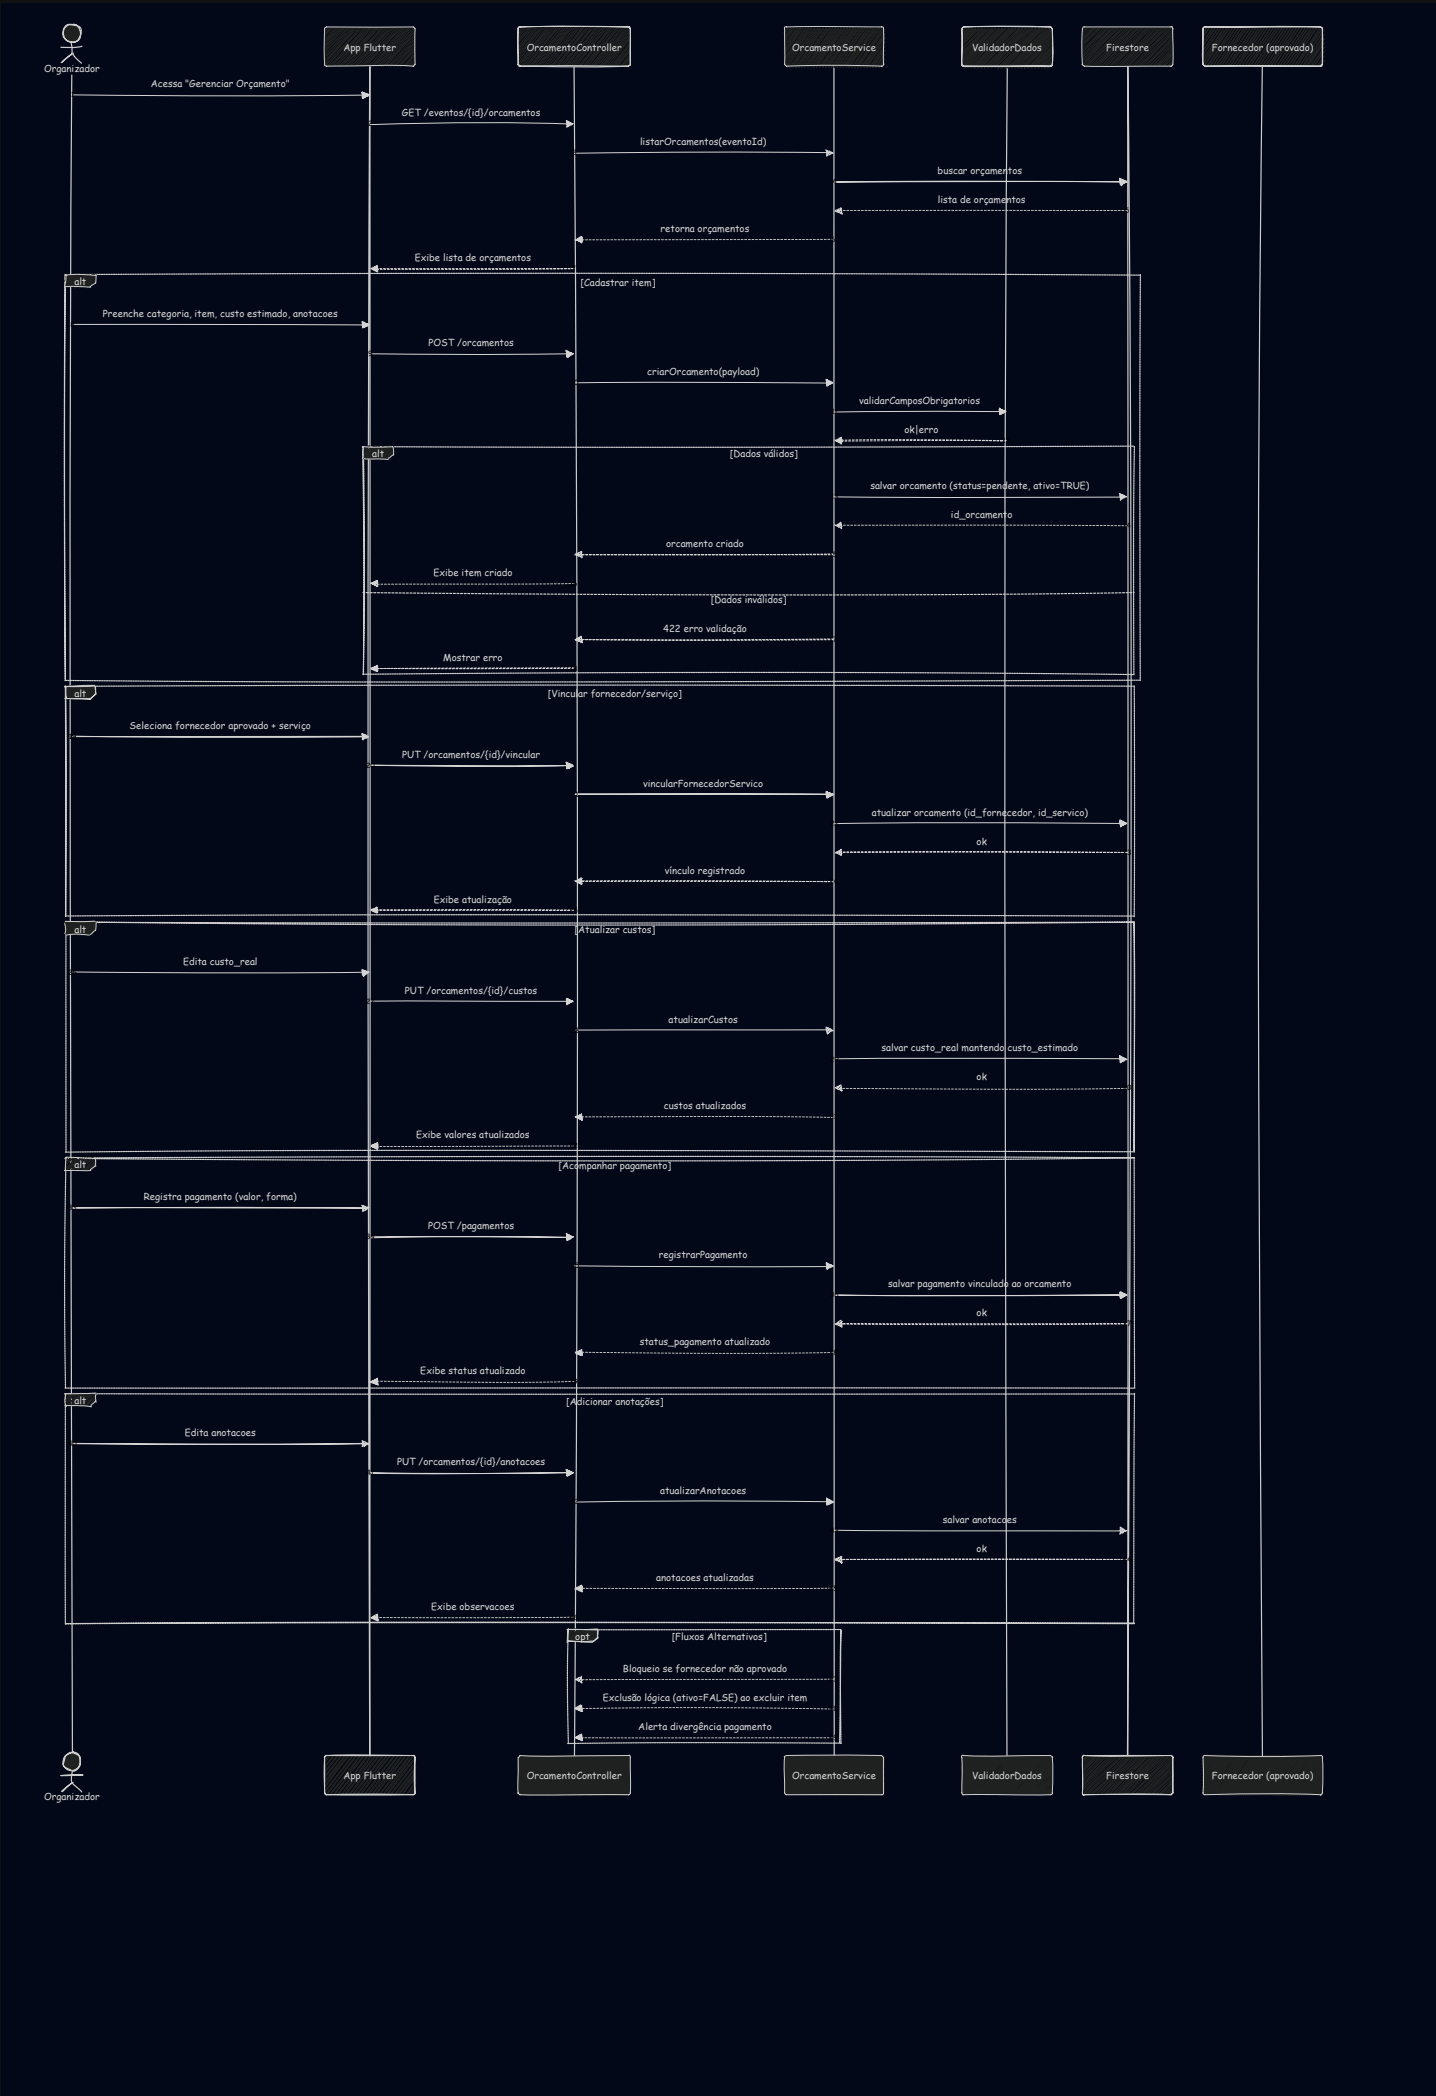 Organizador
App Flutter
OrcamentoController
OrcamentoService
ValidadorDados
Firestore
Fornecedor (aprovado)
Acessa "Gerenciar Orçamento"
GET /eventos/{id}/orcamentos
listarOrcamentos(eventoId)
buscar orçamentos
lista de orçamentos
retorna orçamentos
Exibe lista de orçamentos
alt
[Cadastrar item]
Preenche categoria, item, custo estimado, anotacoes
POST /orcamentos
criarOrcamento(payload)
validarCamposObrigatorios
ok|erro
alt
[Dados válidos]
salvar orcamento (status=pendente, ativo=TRUE)
id_orcamento
orcamento criado
Exibe item criado
[Dados inválidos]
422 erro validação
Mostrar erro
alt
[Vincular fornecedor/serviço]
Seleciona fornecedor aprovado + serviço
PUT /orcamentos/{id}/vincular
vincularFornecedorServico
atualizar orcamento (id_fornecedor, id_servico)
ok
vínculo registrado
Exibe atualização
alt
[Atualizar custos]
Edita custo_real
PUT /orcamentos/{id}/custos
atualizarCustos
salvar custo_real mantendo custo_estimado
ok
custos atualizados
Exibe valores atualizados
alt
[Acompanhar pagamento]
Registra pagamento (valor, forma)
POST /pagamentos
registrarPagamento
salvar pagamento vinculado ao orcamento
ok
status_pagamento atualizado
Exibe status atualizado
alt
[Adicionar anotações]
Edita anotacoes
PUT /orcamentos/{id}/anotacoes
atualizarAnotacoes
salvar anotacoes
ok
anotacoes atualizadas
Exibe observacoes
opt
[Fluxos Alternativos]
Bloqueio se fornecedor não aprovado
Exclusão lógica (ativo=FALSE) ao excluir item
Alerta divergência pagamento
Organizador
App Flutter
OrcamentoController
OrcamentoService
ValidadorDados
Firestore
Fornecedor (aprovado)